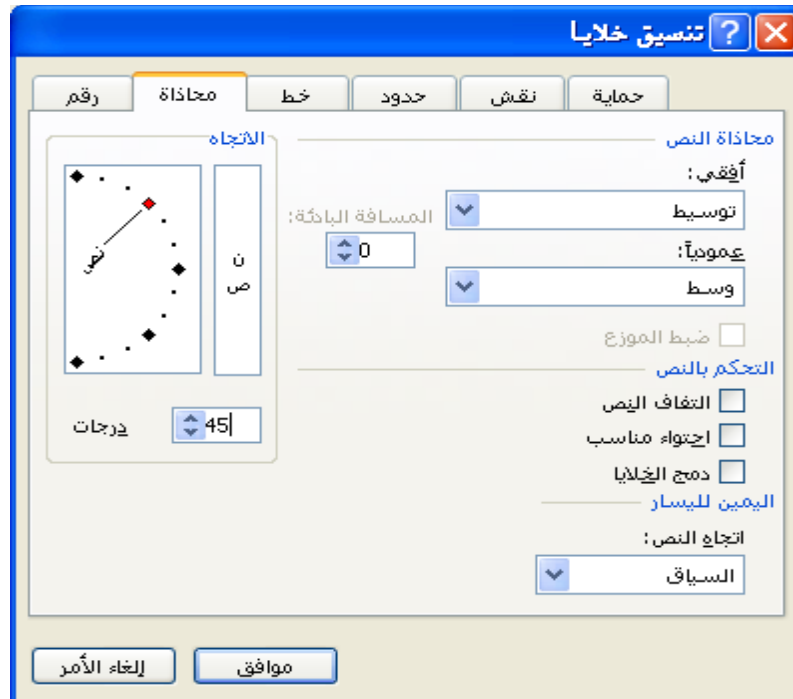 تنسيق خلايا ?
رقم محاذاة خط حدود نقش حماية
محاذاة النص
أفقي:
توسيط
المسافة البادئة:
0
عمودياً:
وسط
ضبط الموزع
التحكم بالنص
التفاف النص
احتواء مناسب
دمج الخلايا
اليمين لليسار
اتجاه النص:
السياق
الاتجاه
ن
ص
نص
45 درجات
موافق
إلغاء الأمر